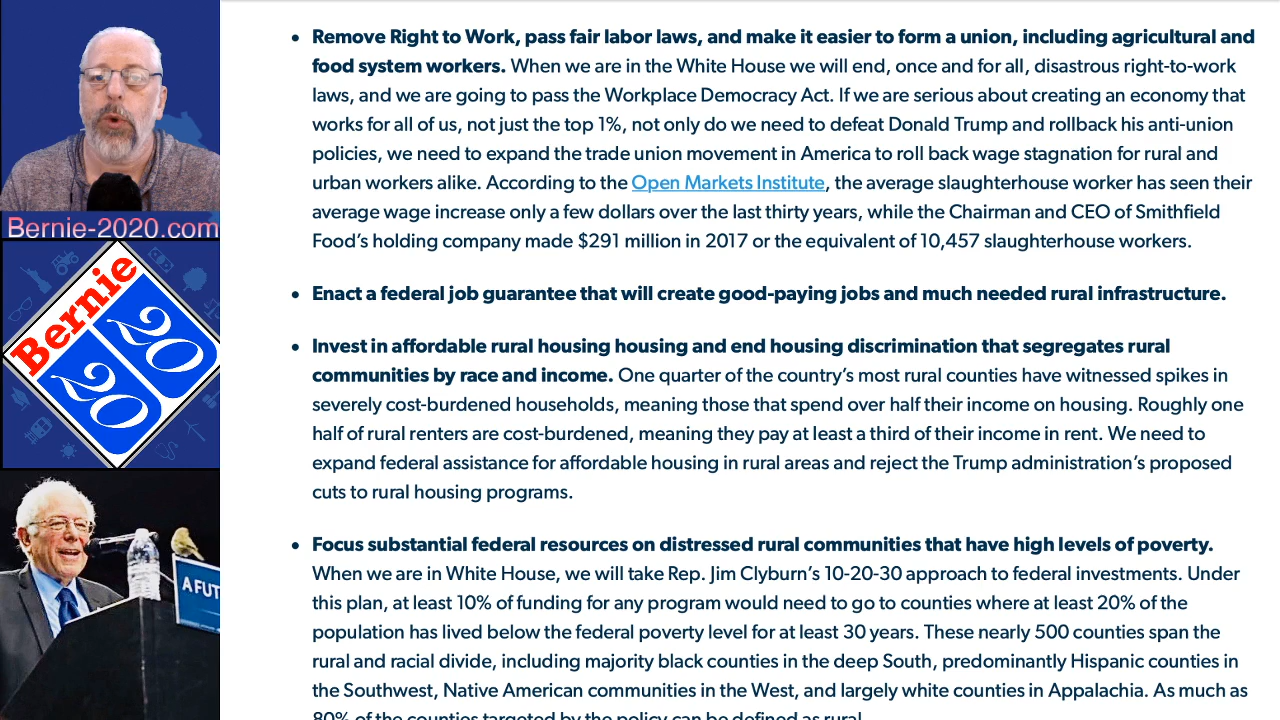 Bernie-2020.com
Bernie
20
20
A FUT
Remove Right to Work, pass fair labor laws, and make it easier to form a union, including agricultural and
food system workers. When we are in the White House we will end, once and for all, disastrous right-to-work
laws, and we are going to pass the Workplace Democracy Act. If we are serious about creating an economy that
works for all of us, not just the top 1%, not only do we need to defeat Donald Trump and rollback his anti-union
policies, we need to expand the trade union movement in America to roll back wage stagnation for rural and
urban workers alike. According to the Open Markets Institute, the average slaughterhouse worker has seen their
average wage increase only a few dollars over the last thirty years, while the Chairman and CEO of Smithfield
Food’s holding company made $291 million in 2017 or the equivalent of 10,457 slaughterhouse workers.
Enact a federal job guarantee that will create good-paying jobs and much needed rural infrastructure.
Invest in affordable rural housing housing and end housing discrimination that segregates rural
communities by race and income. One quarter of the country’s most rural counties have witnessed spikes in
severely cost-burdened households, meaning those that spend over half their income on housing. Roughly one
half of rural renters are cost-burdened, meaning they pay at least a third of their income in rent. We need to
expand federal assistance for affordable housing in rural areas and reject the Trump administration’s proposed
cuts to rural housing programs.
Focus substantial federal resources on distressed rural communities that have high levels of poverty.
When we are in White House, we will take Rep. Jim Clyburn’s 10-20-30 approach to federal investments. Under
this plan, at least 10% of funding for any program would need to go to counties where at least 20% of the
population has lived below the federal poverty level for at least 30 years. These nearly 500 counties span the
rural and racial divide, including majority black counties in the deep South, predominantly Hispanic counties in
the Southwest, Native American communities in the West, and largely white counties in Appalachia. As much as
80% of the counties targeted by the policy can be defined as rural.